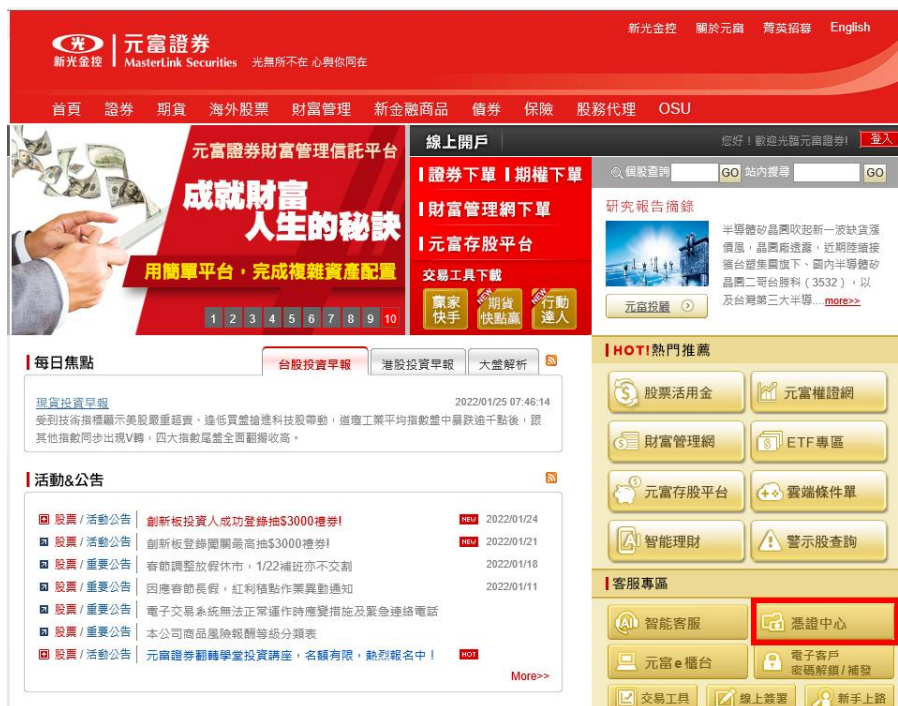 新光金控 關於元富 菁英招募 English
光 新光金控 元富證券 MasterLink Securities 光無所不在 心與你同在
首頁 證券 期貨 海外股票 財富管理 新金融商品 債券 保險 股務代理 OSU
元富證券財富管理信託平台
成就財富
人生的秘訣
用簡單平台，完成複雜資產配置
1 2 3 4 5 6 7 8 9 10
線上開戶
證券下單 期權下單
財富管理網下單
元富存股平台
交易工具下載
贏家快手 NEW 期貨快點贏 NEW 行動達人
您好！歡迎光臨元富證券! 登入
個股查詢 GO 站內搜尋 GO
研究報告摘錄
半導體矽晶圓吹起新一波缺貨漲
價風，晶圓廠透露，近期陸續接
獲台塑集團旗下、國內半導體矽
晶圓二哥台勝科（3532），以
及台灣第三大半導....more>>
元富投顧
每日焦點 台股投資早報 港股投資早報 大盤解析
現貨投資早報 2022/01/25 07:46:14
受到技術指標顯示美股嚴重超賣、逢低買盤搶進科技股帶動，道瓊工業平均指數盤中暴跌逾千點後，跟
其他指數同步出現V轉，四大指數尾盤全面翻揚收高。
活動&公告
股票 / 活動公告 創新板投資人成功登錄抽$3000禮券! NEW 2022/01/24
股票 / 活動公告 創新板登錄闖關最高抽$3000禮券! NEW 2022/01/21
股票 / 重要公告 春節調整放假休市，1/22補班亦不交割 2022/01/18
股票 / 重要公告 因應春節長假，紅利積點作業異動通知 2022/01/11
股票 / 重要公告 電子交易系統無法正常運作時應變措施及緊急連絡電話
股票 / 重要公告 本公司商品風險報酬等級分類表
股票 / 活動公告 元富證券翻轉學堂投資講座，名額有限，熱烈報名中！ HOT
More>>
HOT!熱門推薦
股票活用金 元富權證網
財富管理網 ETF專區
元富存股平台 雲端條件單
智能理財 警示股查詢
客服專區
智能客服 憑證中心
元富e櫃台 電子客戶
密碼解鎖/補發
交易工具 線上簽署 新手上路